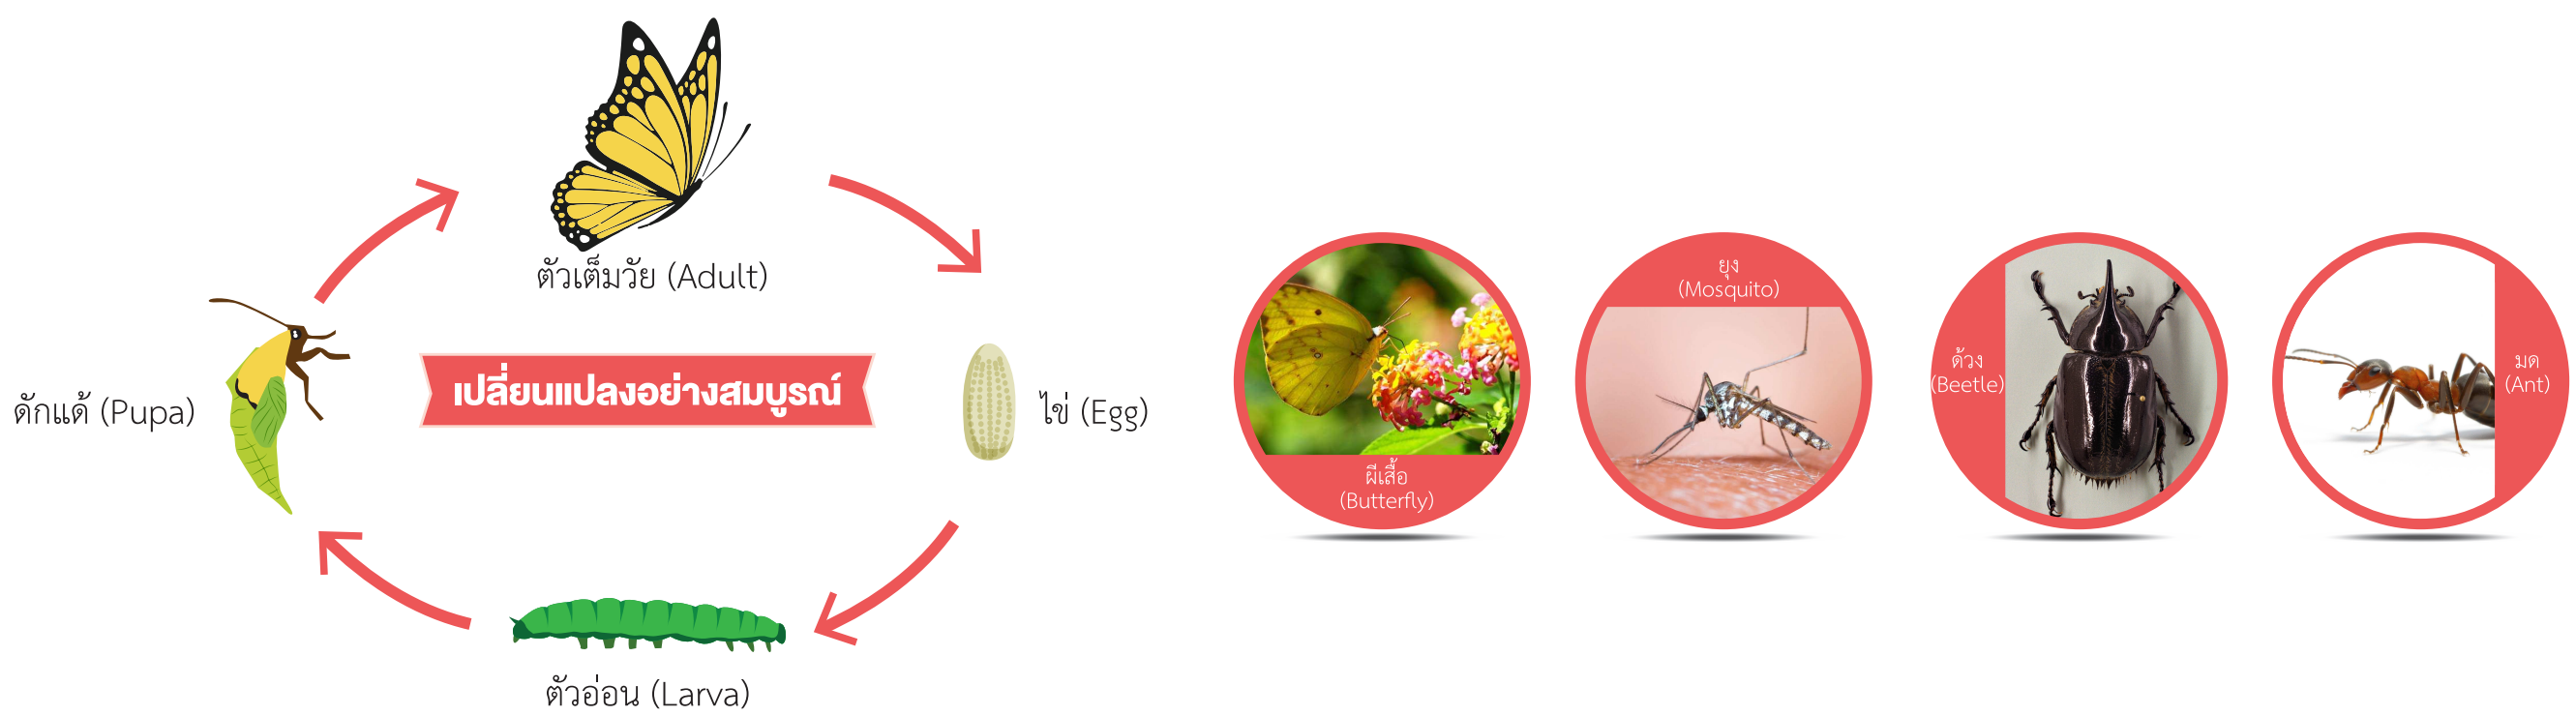 ตัวเต็มวัย (Adult)
เปลี่ยนแปลงอย่างสมบูรณ์
ดักแด้ (Pupa)
ไข่ (Egg)
ตัวอ่อน (Larva)
ผีเสื้อ
(Butterfly)
ยุง
(Mosquito)
ด้วง
(Beetle)
มด
(Ant)